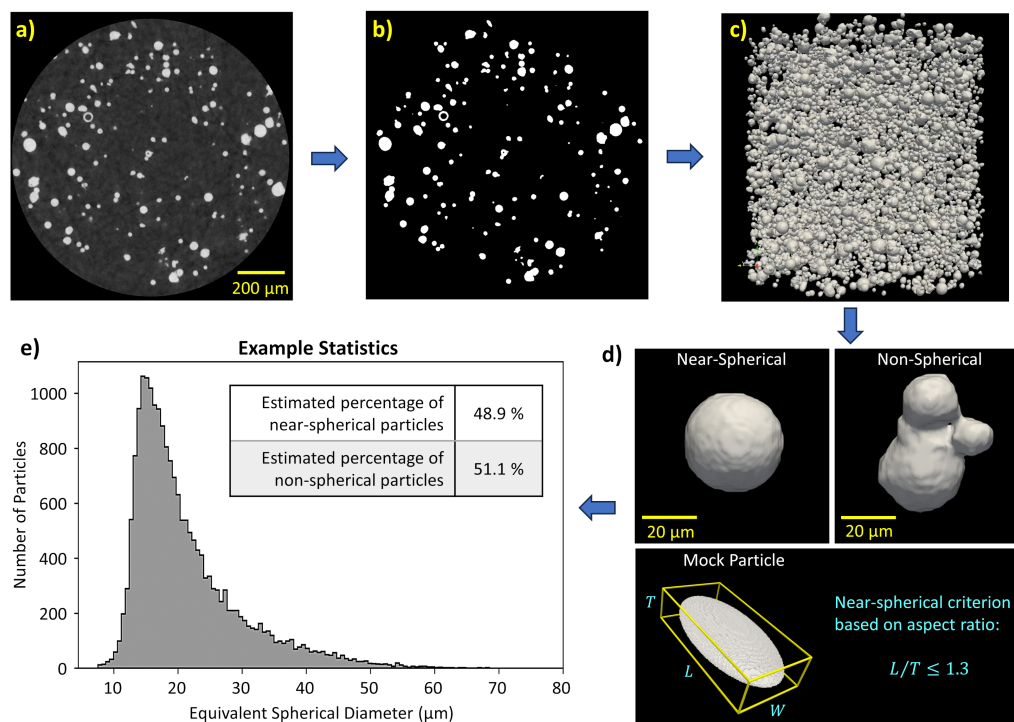 a)
200 μm
b)
c)
d)
Near-Spherical
20 μm
Non-Spherical
20 μm
Mock Particle
T
L
W
Near-spherical criterion
based on aspect ratio:
L/T ≤ 1.3
e)
Example Statistics
Estimated percentage of
near-spherical particles
48.9 %
Estimated percentage of
non-spherical particles
51.1 %
Number of Particles
1000
800
600
400
200
0
10
20
30
40
50
60
70
80
Equivalent Spherical Diameter (μm)